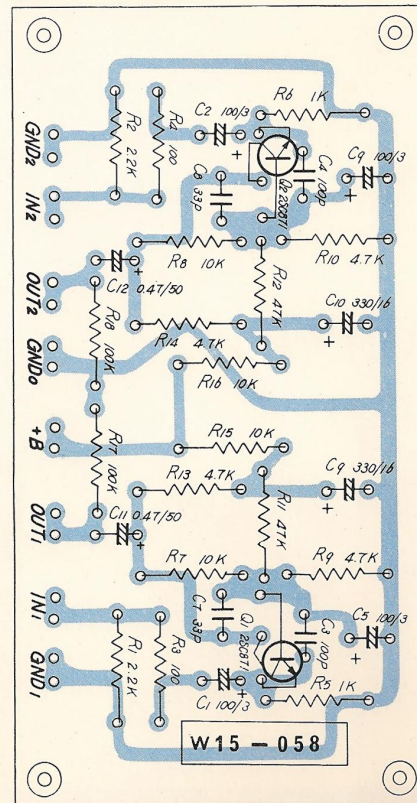 GND2
IN2
OUT2
GND0
+B
OUT1
IN1
GND1
R2 2.2K
R4 100
C2 100/3
+
R6 1K
Q2 2SC871
C4 100p
C9 100/3
+
C8 33p
R8 10K
R10 4.7K
C12 0.47/50
+
R18 100K
R12 47K
C10 330/16
+
R14 4.7K
R16 10K
R15 10K
R17 100K
R13 4.7K
C9 330/16
+
C11 0.47/50
+
R11 47K
R7 10K
R9 4.7K
C7 33p
C3 100p
C5 100/3
+
Q1 2SC871
R1 2.2K
R3 100
C1 100/3
+
R5 1K
W15-058